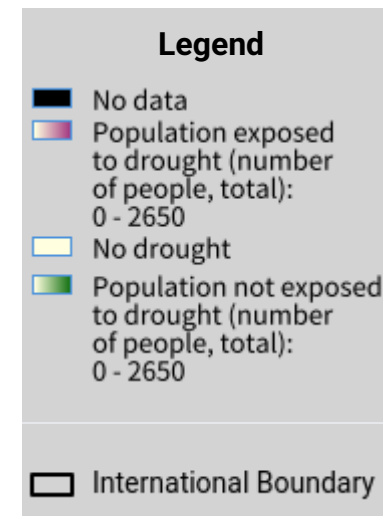 Legend
No data
Population exposed
to drought (number
of people, total):
0 - 2650
No drought
Population not exposed
to drought (number
of people, total):
0 - 2650
International Boundary